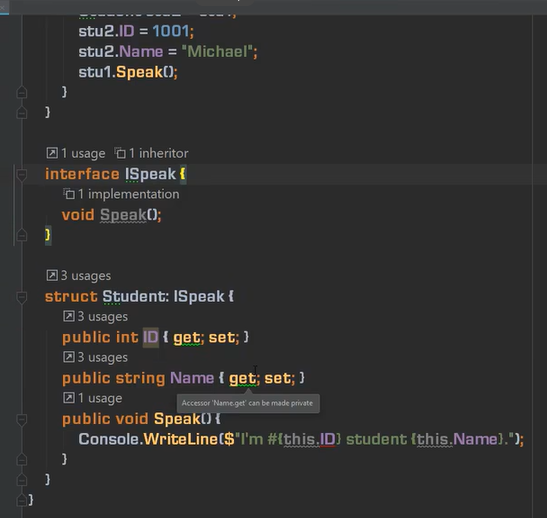 stu2.ID = 1001;
stu2.Name = "Michael";
stu1.Speak();
}
}
1 usage 1 inheritor
interface ISpeak {
1 implementation
void Speak();
}
3 usages
struct Student: ISpeak {
3 usages
public int ID { get; set; }
3 usages
public string Name { get; set; }
Accessor 'Name.get' can be made private
1 usage
public void Speak() {
Console.WriteLine($"I'm #{this.ID} student {this.Name}.");
}
}
}